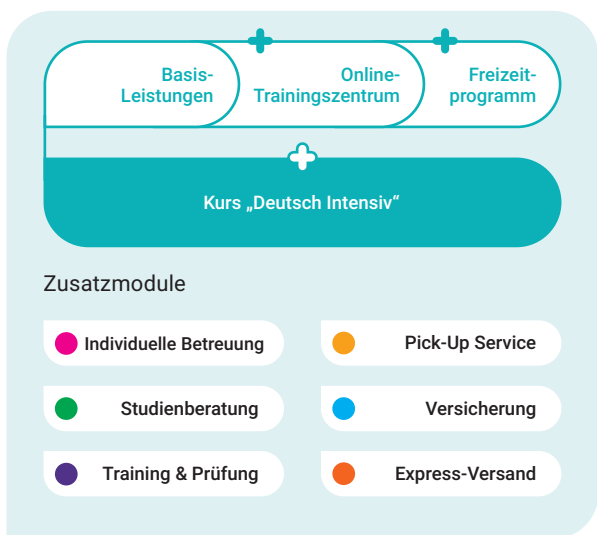 Basis-
Leistungen
Online-
Trainingszentrum
Freizeit-
programm
Kurs „Deutsch Intensiv“
Zusatzmodule
Individuelle Betreuung
Pick-Up Service
Studienberatung
Versicherung
Training & Prüfung
Express-Versand